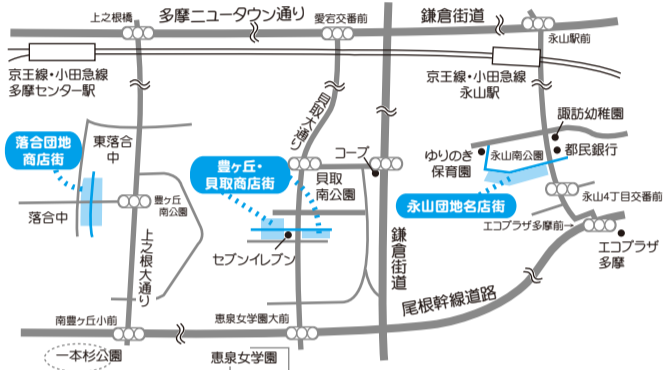 上之根橋
多摩ニュータウン通り
愛宕交番前
鎌倉街道
永山駅前
京王線・小田急線
多摩センター駅
京王線・小田急線
永山駅
落合団地
商店街
東落合
中
落合中
豊ヶ丘
南公園
上之根大通り
貝取大通り
豊ヶ丘・
貝取商店街
貝取
南公園
コープ
セブンイレブン
鎌倉街道
諏訪幼稚園
都民銀行
永山南公園
ゆりのき
保育園
永山団地名店街
永山4丁目交番前
エコプラザ多摩前→
エコプラザ
多摩
尾根幹線道路
南豊ヶ丘小前
恵泉女学園大前
一本杉公園
恵泉女学園